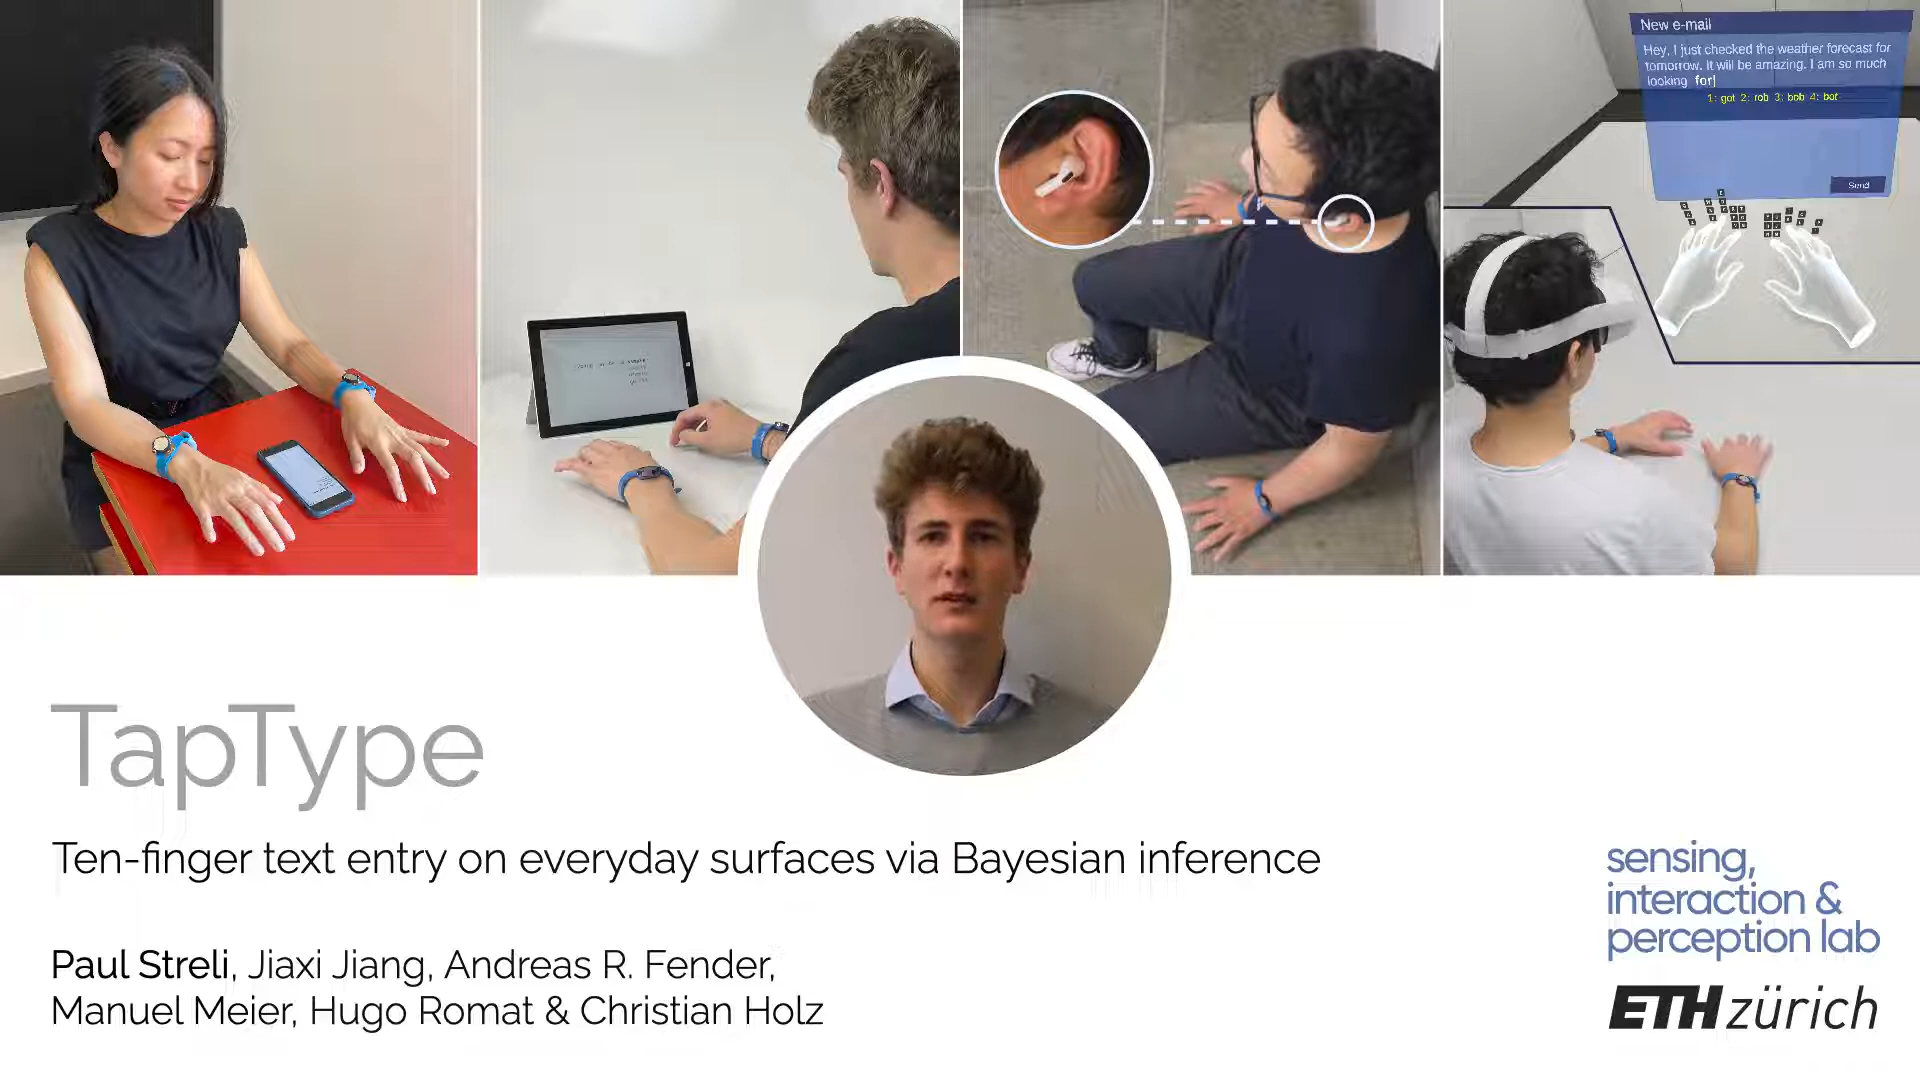 New e-mail
Hey, I just checked the weather forecast for
tomorrow. It will be amazing. I am so much
looking for
1: got 2: rob 3: bob 4: bat
Send
TapType
Ten-finger text entry on everyday surfaces via Bayesian inference
Paul Streli, Jiaxi Jiang, Andreas R. Fender,
Manuel Meier, Hugo Romat & Christian Holz
sensing,
interaction &
perception lab
ETH zürich